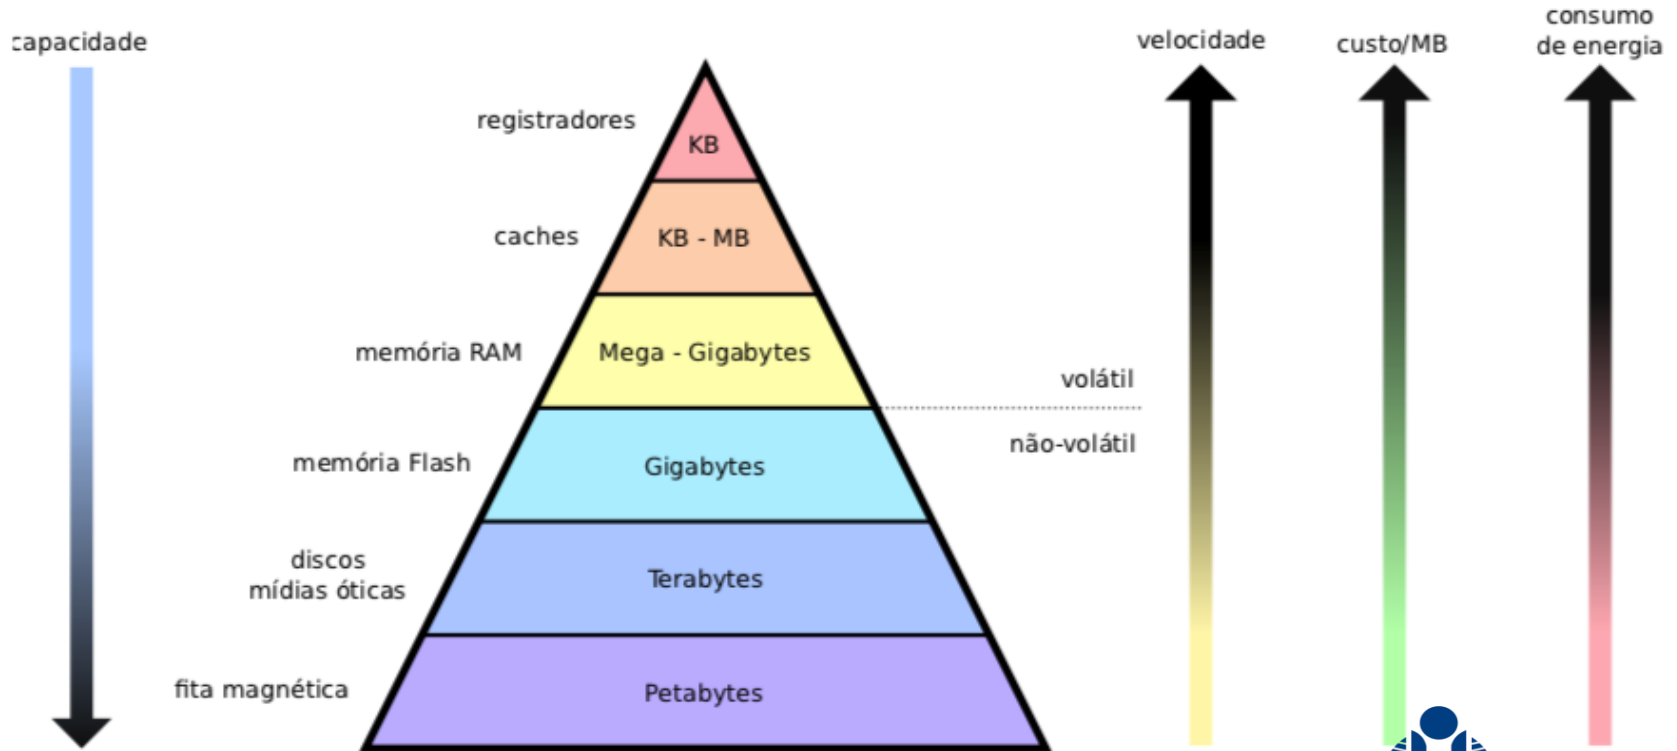 capacidade
velocidade
custo/MB
consumo
de energia
registradores
KB
caches
KB - MB
memória RAM
Mega - Gigabytes
volátil
não-volátil
memória Flash
Gigabytes
discos
mídias óticas
Terabytes
fita magnética
Petabytes